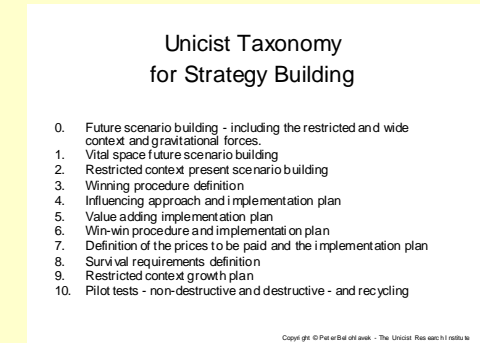 Unicist Taxonomy
for Strategy Building
0. Future scenario building - including the restricted and wide
context and gravitational forces.
1. Vital space future scenario building
2. Restricted context present scenario building
3. Winning procedure definition
4. Influencing approach and implementation plan
5. Value adding implementation plan
6. Win-win procedure and implementation plan
7. Definition of the prices to be paid and the implementation plan
8. Survival requirements definition
9. Restricted context growth plan
10. Pilot tests - non-destructive and destructive - and recycling
Copyright © Peter Belohlavek - The Unicist Research Institute